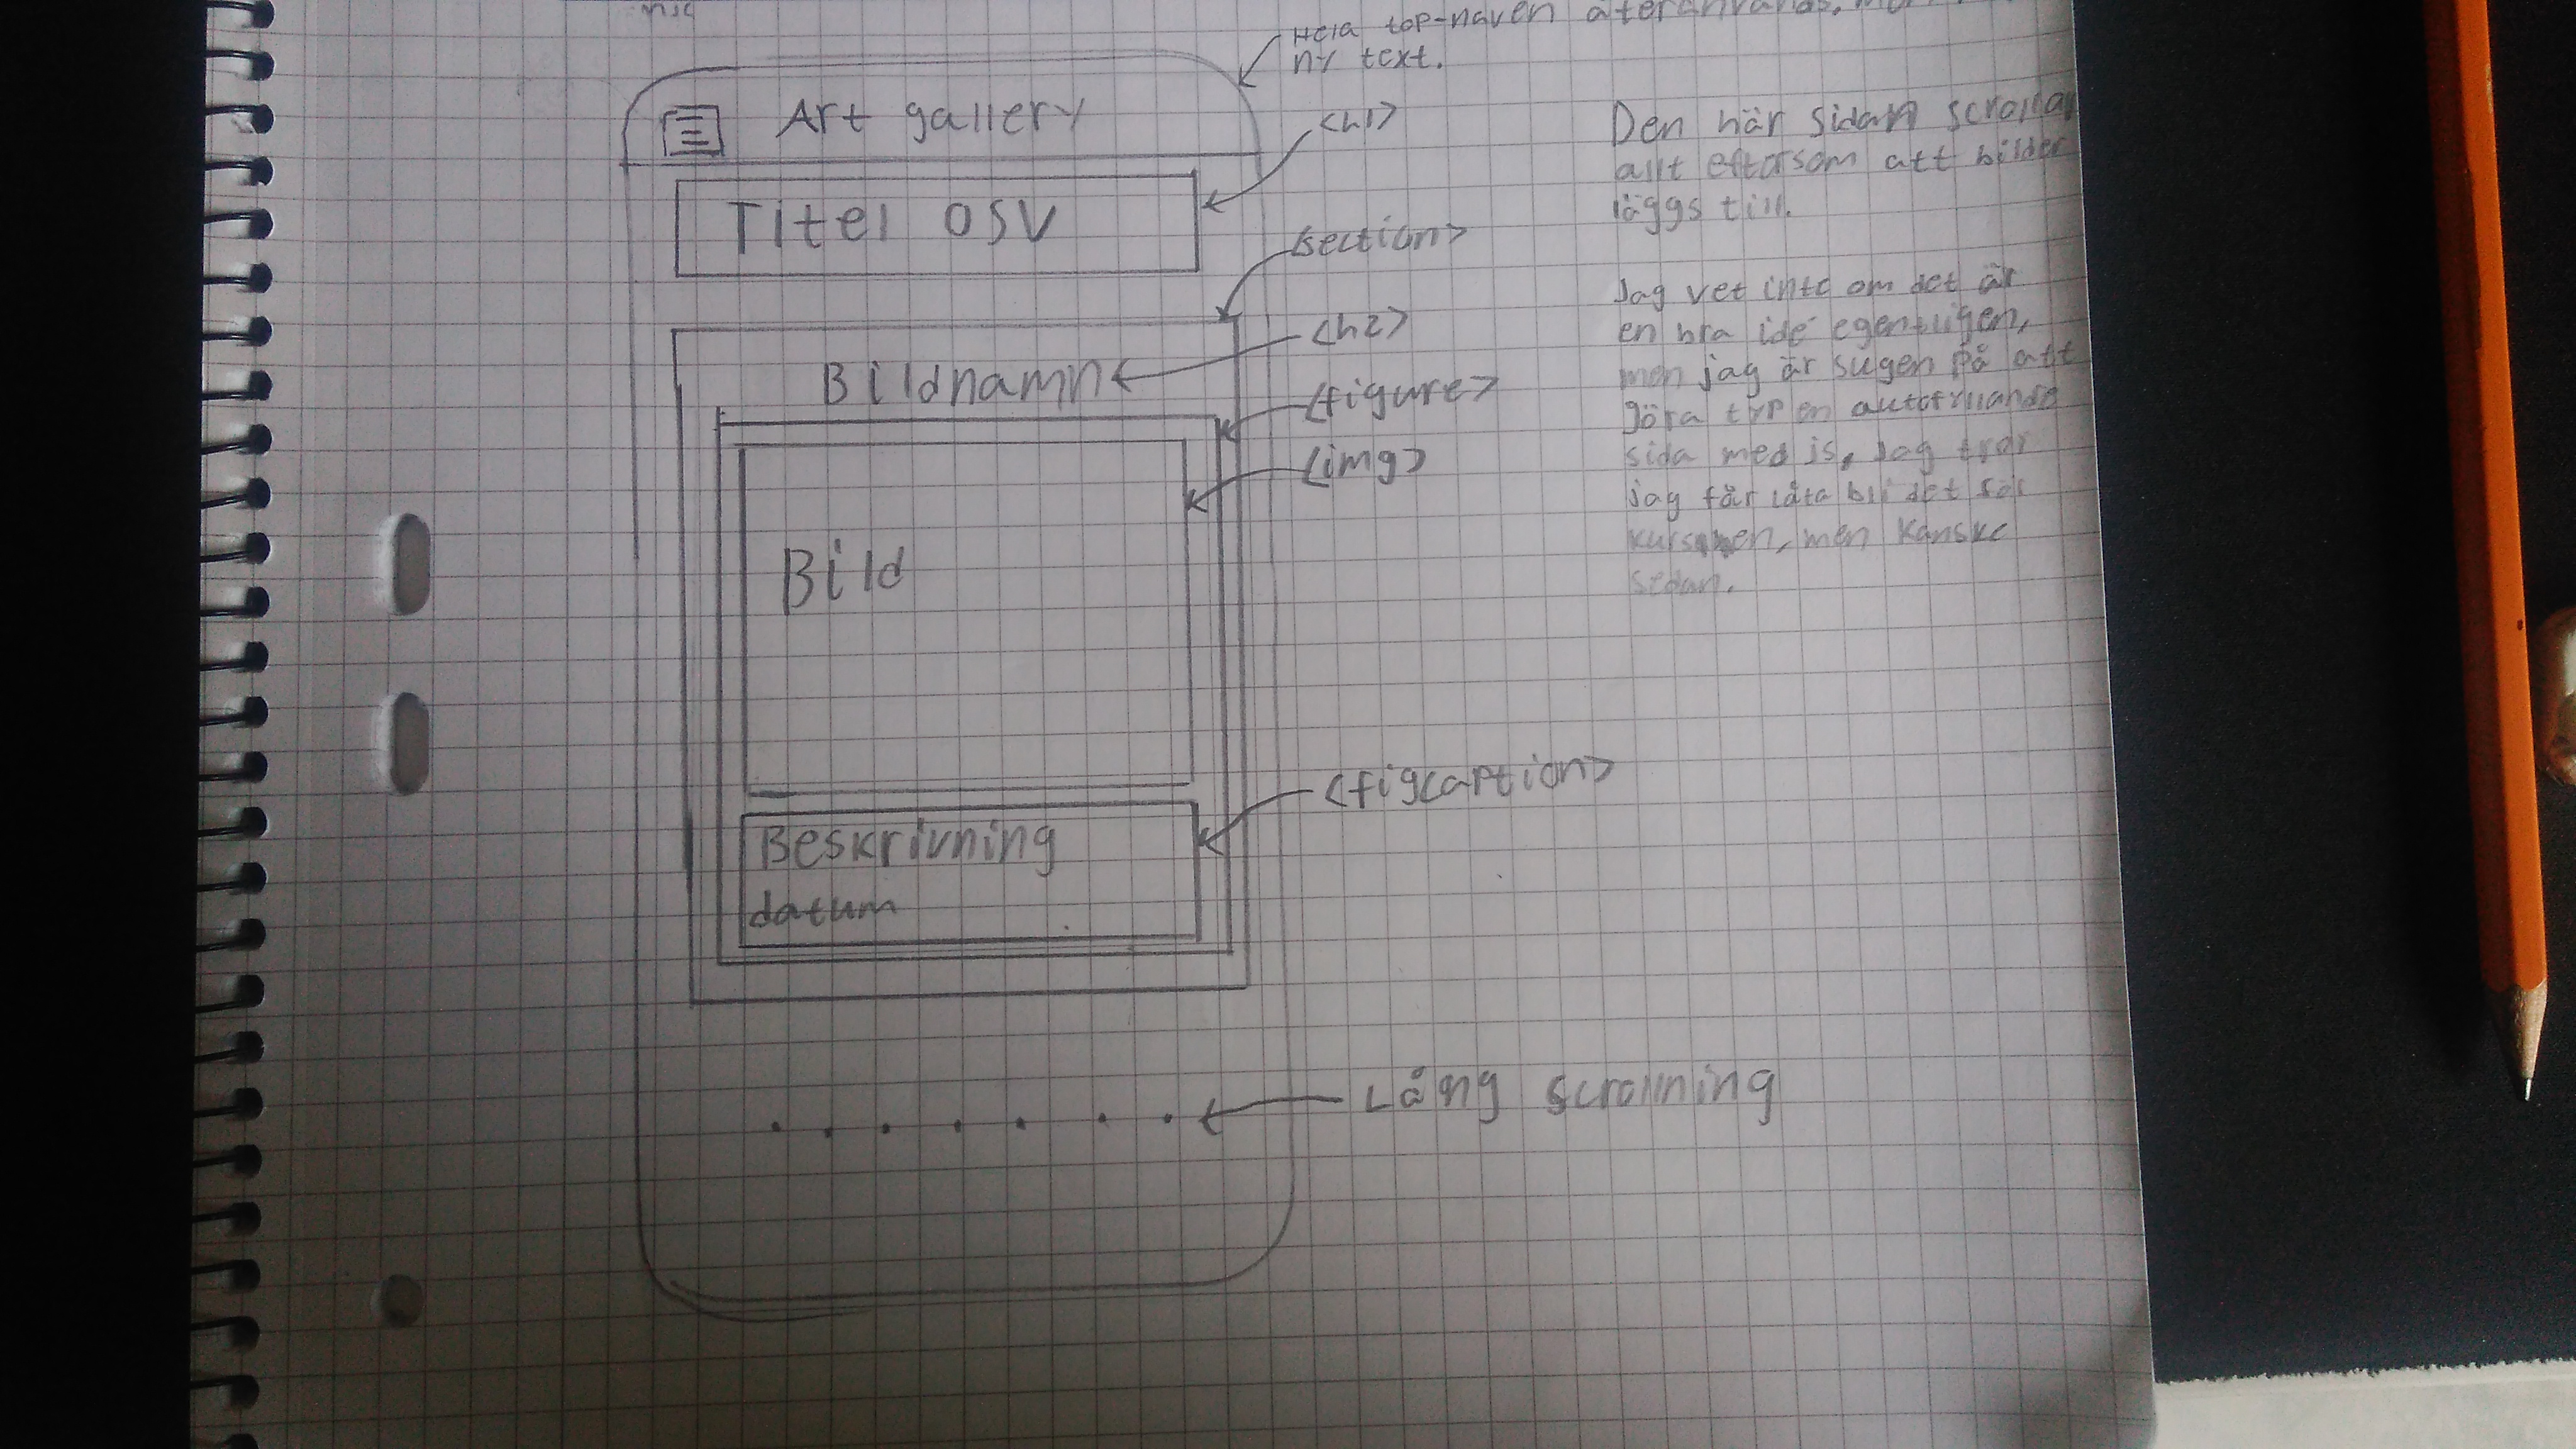 Hela top-naven återanvänds, men
ny text.
Art gallery
<h1>
Titel osv
<section>
<h2>
Bildnamn
<figure>
<img>
Bild
<figcaption>
Beskrivning
datum
Lång scrollning
Den här sidan scrollar
allt eftersom att bilder
läggs till.
Jag vet inte om det är
en bra idé egentligen,
men jag är sugen på att
göra typ en autofyllande
sida med js. Jag tror
jag får låta bli det för
kursen, men kanske
sedan.